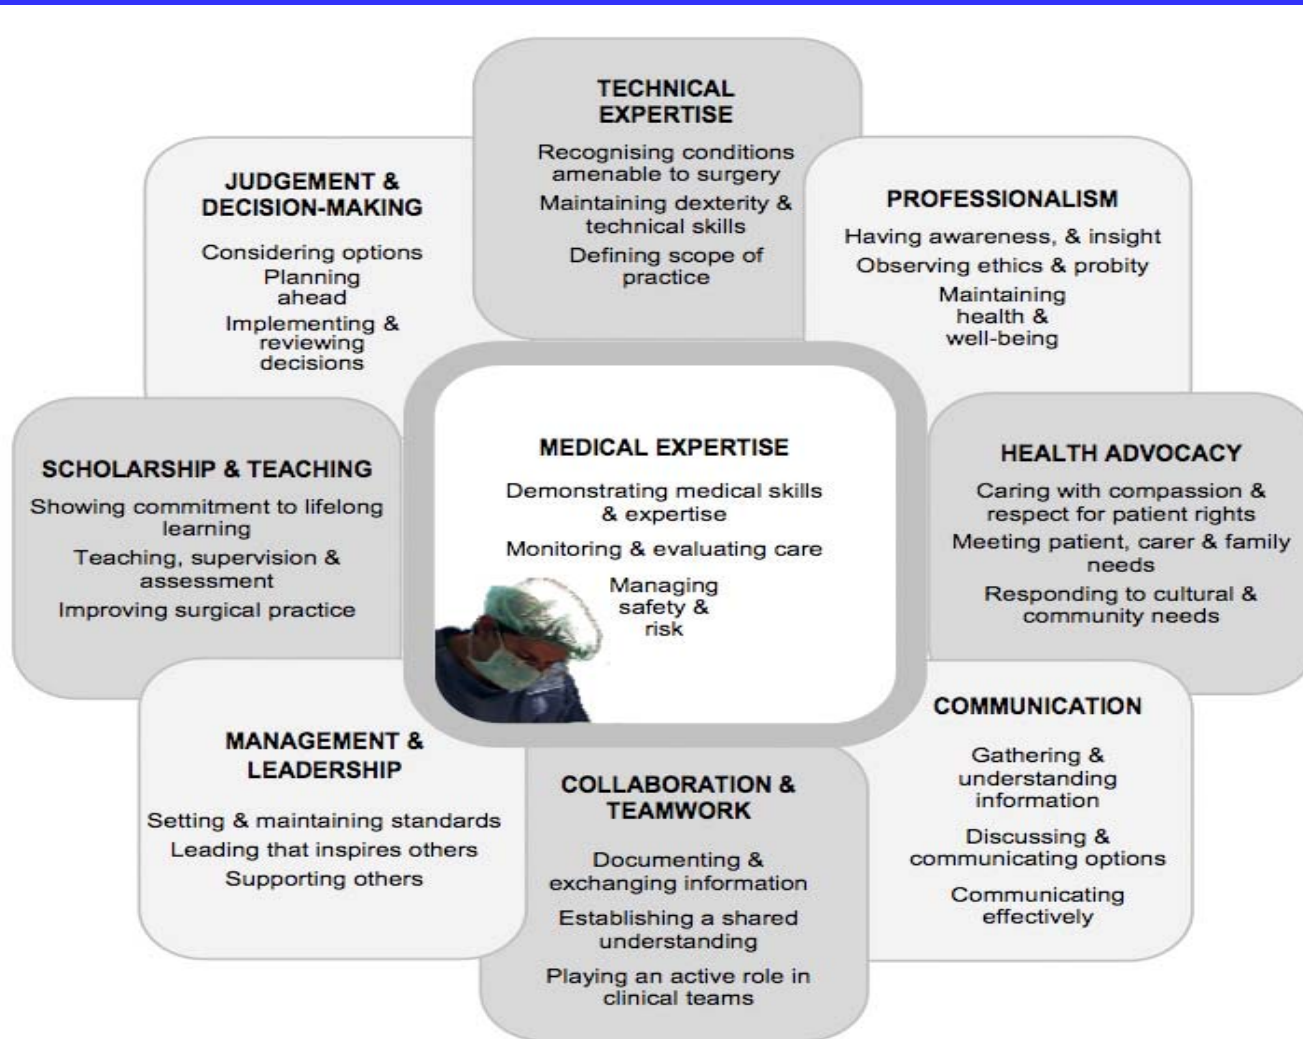 TECHNICAL
EXPERTISE
Recognising conditions
amenable to surgery
Maintaining dexterity &
technical skills
Defining scope of
practice
JUDGEMENT &
DECISION-MAKING
Considering options
Planning
ahead
Implementing &
reviewing
decisions
PROFESSIONALISM
Having awareness, & insight
Observing ethics & probity
Maintaining
health &
well-being
SCHOLARSHIP & TEACHING
Showing commitment to lifelong
learning
Teaching, supervision &
assessment
Improving surgical practice
MEDICAL EXPERTISE
Demonstrating medical skills
& expertise
Monitoring & evaluating care
Managing
safety &
risk
HEALTH ADVOCACY
Caring with compassion &
respect for patient rights
Meeting patient, carer & family
needs
Responding to cultural &
community needs
MANAGEMENT &
LEADERSHIP
Setting & maintaining standards
Leading that inspires others
Supporting others
COLLABORATION &
TEAMWORK
Documenting &
exchanging information
Establishing a shared
understanding
Playing an active role in
clinical teams
COMMUNICATION
Gathering &
understanding
information
Discussing &
communicating options
Communicating
effectively